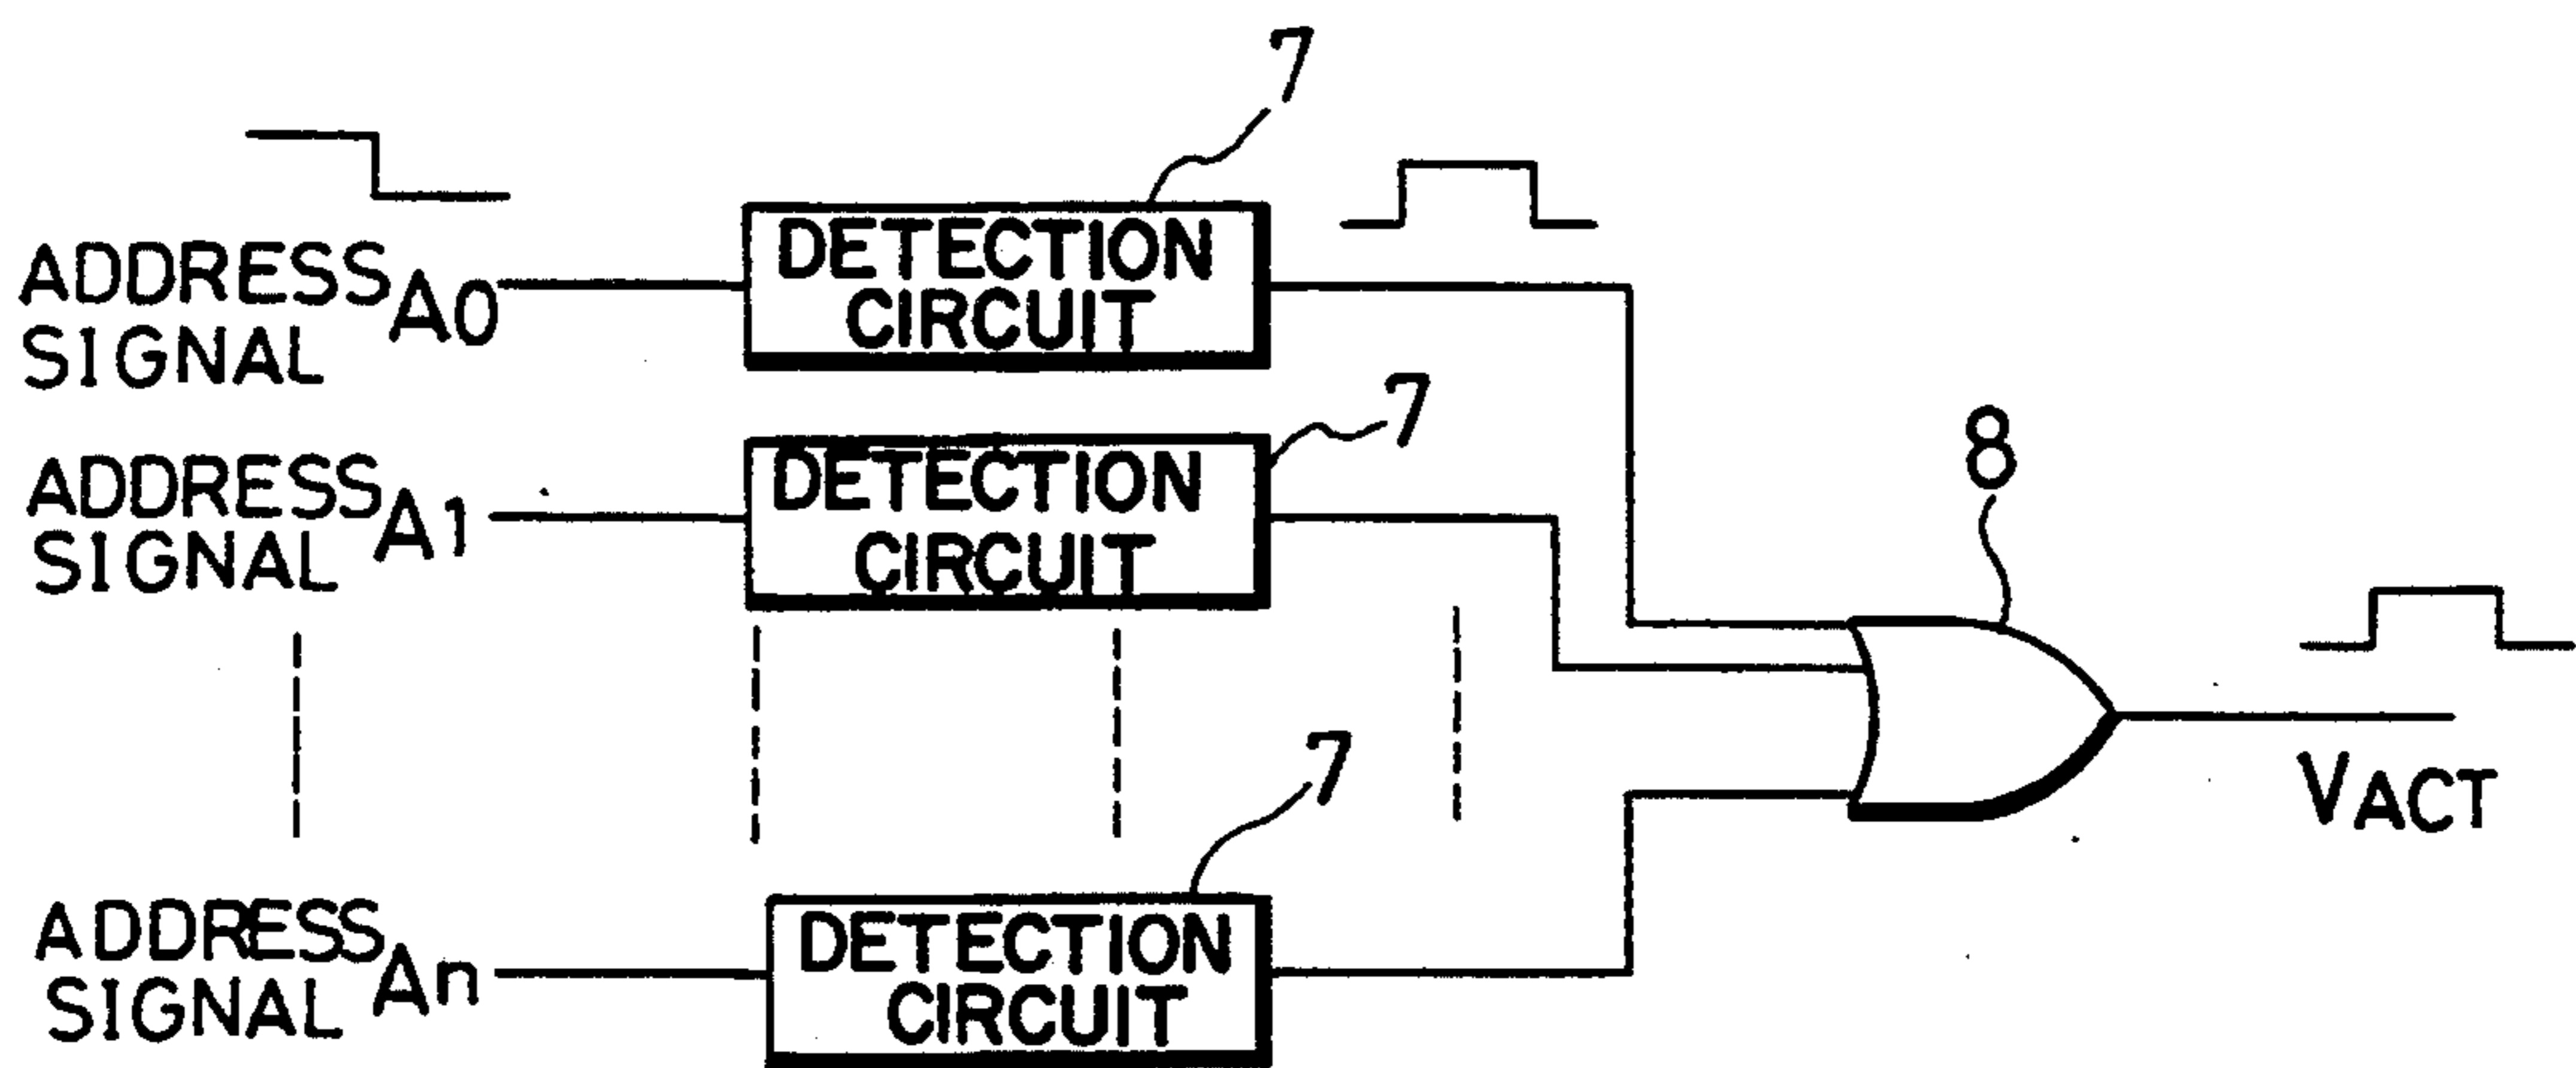 7
ADDRESS
SIGNAL A0
DETECTION
CIRCUIT
7
ADDRESS
SIGNAL A1
DETECTION
CIRCUIT
8
VACT
7
ADDRESS
SIGNAL An
DETECTION
CIRCUIT